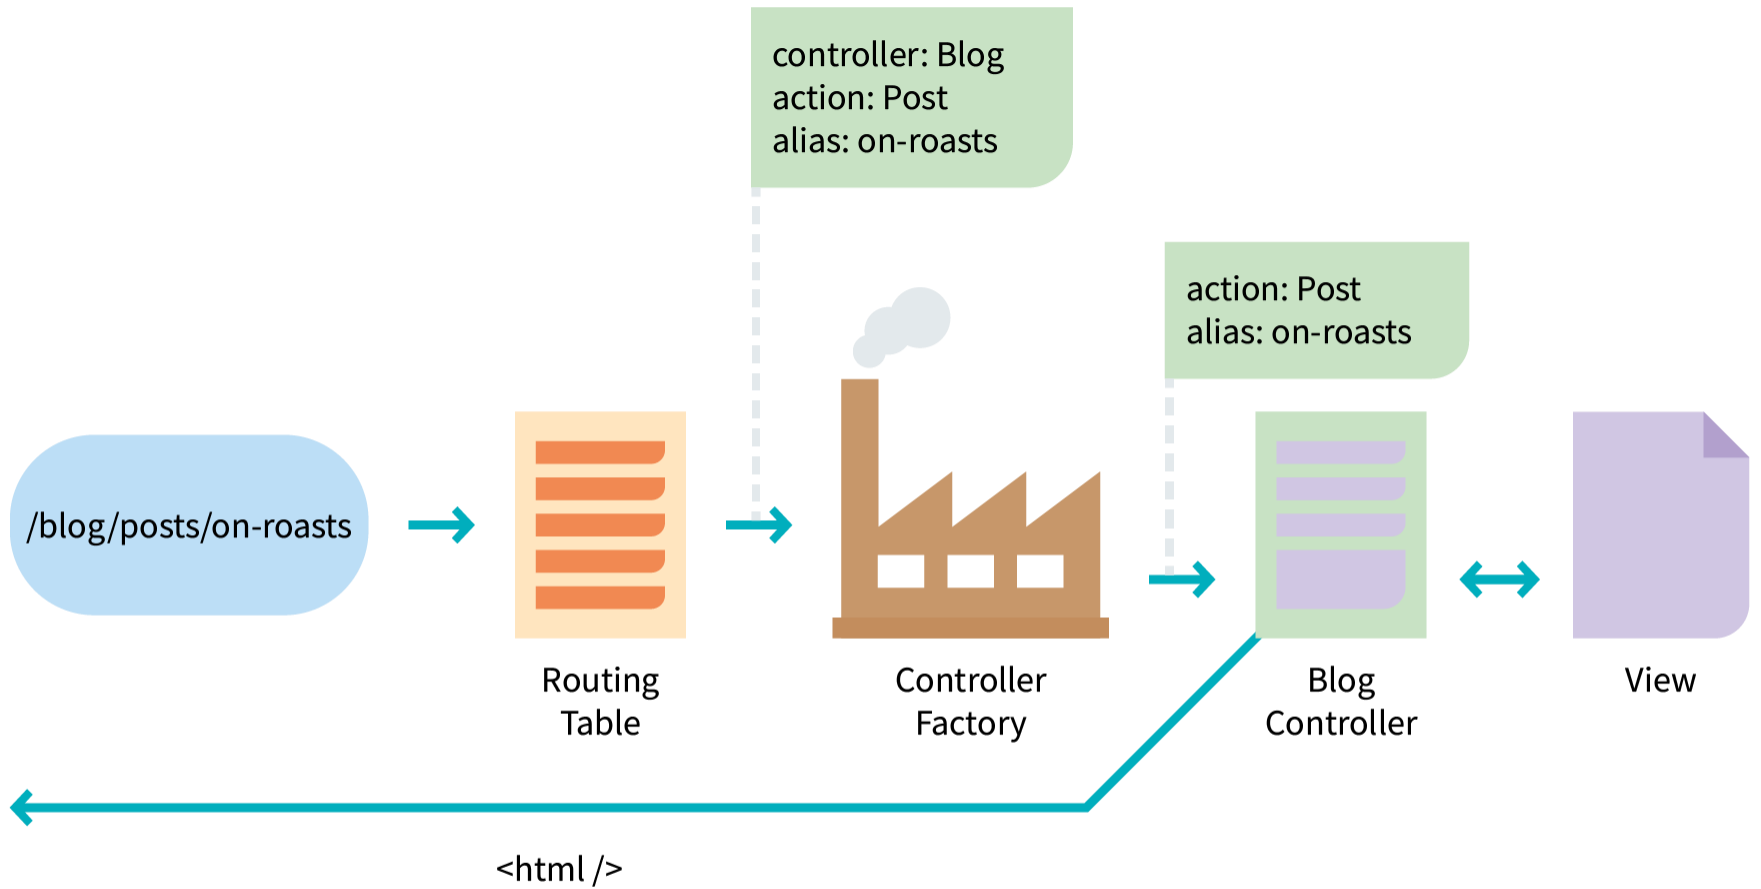 controller: Blog
action: Post
alias: on-roasts
action: Post
alias: on-roasts
/blog/posts/on-roasts
Routing
Table
Controller
Factory
Blog
Controller
View
<html />